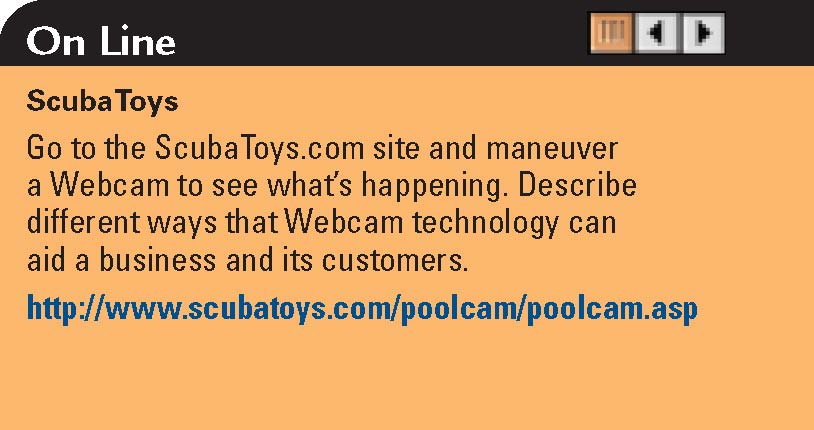 On Line
ScubaToys
Go to the ScubaToys.com site and maneuver
a Webcam to see what's happening. Describe
different ways that Webcam technology can
aid a business and its customers.
http://www.scubatoys.com/poolcam/poolcam.asp